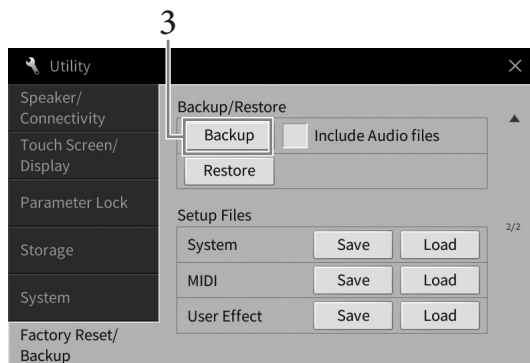 3
Utility
Speaker/
Connectivity
Touch Screen/
Display
Parameter Lock
Storage
System
Factory Reset/
Backup
Backup/Restore
Backup Include Audio files
Restore
Setup Files
System Save Load
MIDI Save Load
User Effect Save Load
2/2